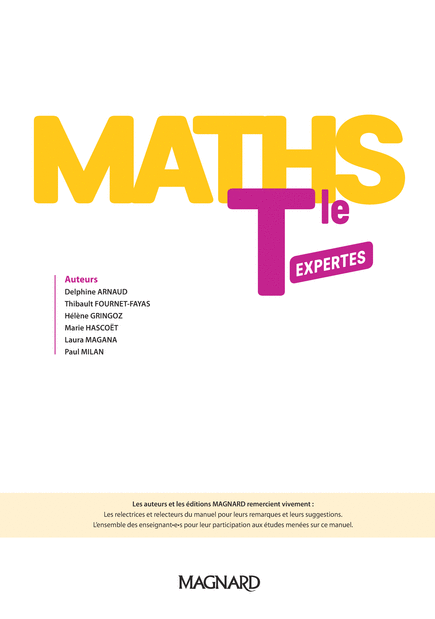 MATHS
Tle
EXPERTES
Auteurs
Delphine ARNAUD
Thibault FOURNET-FAYAS
Hélène GRINGOZ
Marie HASCOËT
Laura MAGANA
Paul MILAN
Les auteurs et les éditions MAGNARD remercient vivement :
Les relectrices et relecteurs du manuel pour leurs remarques et leurs suggestions.
L'ensemble des enseignant•e•s pour leur participation aux études menées sur ce manuel.
MAGNARD